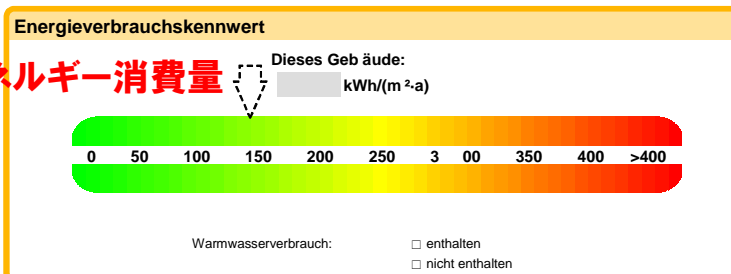 Energieverbrauchskennwert
Dieses Geb äude:
ネルギー消費量
kWh/(m ²·a)
0 50 100 150 200 250 3 00 350 400 >400
Warmwasserverbrauch: □ enthalten
□ nicht enthalten